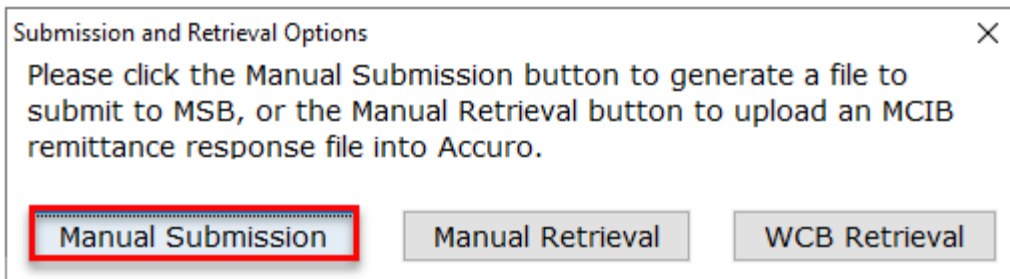 Submission and Retrieval Options
Please click the Manual Submission button to generate a file to
submit to MSB, or the Manual Retrieval button to upload an MCIB
remittance response file into Accuro.
Manual Submission Manual Retrieval WCB Retrieval